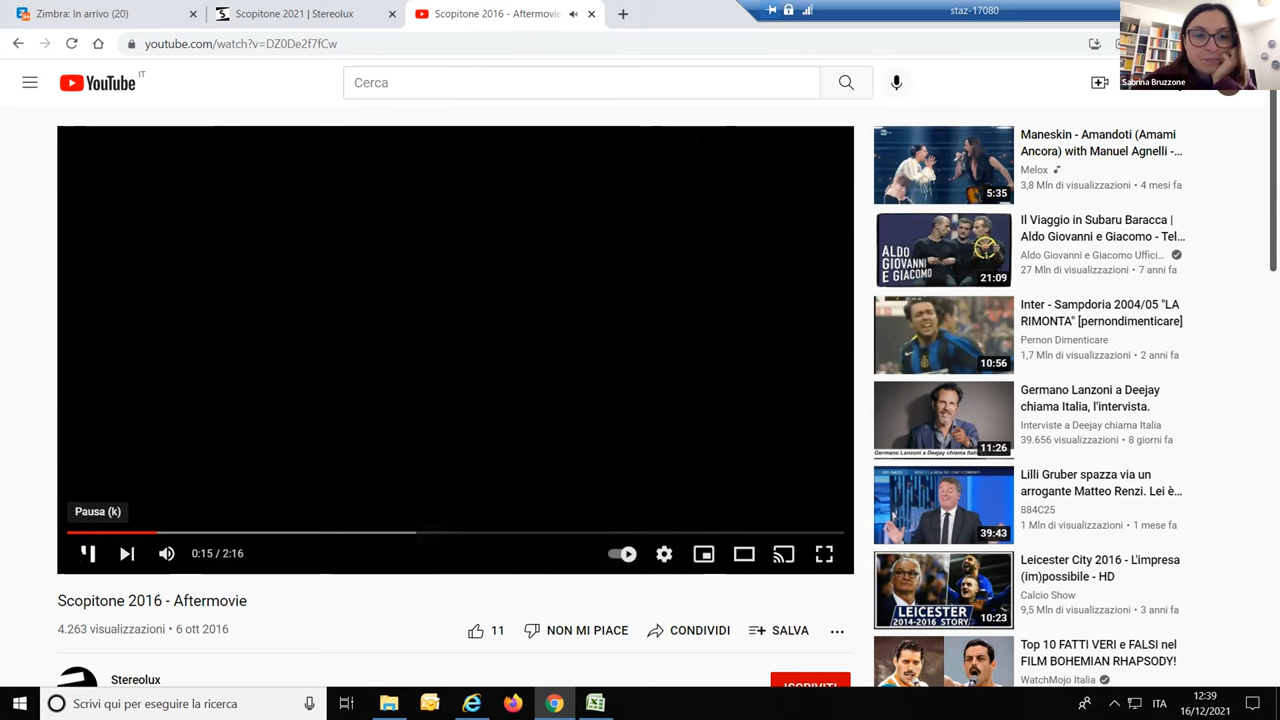 Zimbra: In arrivo (20)
Scopitone 2016 | Stereolux
Scopitone 2016 - Aftermovie
staz-17080
youtube.com/watch?v=DZ0De2f7fCw
Sabrina Bruzzone
YouTube IT
Cerca
Maneskin - Amandoti (Amami
Ancora) with Manuel Agnelli -...
Melox
3,8 Mln di visualizzazioni • 4 mesi fa
5:35
Il Viaggio in Subaru Baracca |
Aldo Giovanni e Giacomo - Tel...
Aldo Giovanni e Giacomo Uffici...
27 Mln di visualizzazioni • 7 anni fa
ALDO
GIOVANNI
E GIACOMO
21:09
Inter - Sampdoria 2004/05 "LA
RIMONTA" [pernondimenticare]
Pernon Dimenticare
1,7 Mln di visualizzazioni • 2 anni fa
10:56
Germano Lanzoni a Deejay
chiama Italia, l'intervista.
Interviste a Deejay chiama Italia
39.656 visualizzazioni • 8 giorni fa
11:26
Germano Lanzoni a Deejay chiama
Lilli Gruber spazza via un
arrogante Matteo Renzi. Lei è...
884C25
1 Mln di visualizzazioni • 1 mese fa
39:43
Pausa (k)
0:15 / 2:16
Leicester City 2016 - L'impresa
(im)possibile - HD
Calcio Show
9,5 Mln di visualizzazioni • 3 anni fa
LEICESTER
2014-2016 STORY
10:23
Scopitone 2016 - Aftermovie
4.263 visualizzazioni • 6 ott 2016
11
NON MI PIACE
CONDIVIDI
SALVA
Top 10 FATTI VERI e FALSI nel
FILM BOHEMIAN RHAPSODY!
WatchMojo Italia
Stereolux
ISCRIVITI
Scrivi qui per eseguire la ricerca
ITA
12:39
16/12/2021